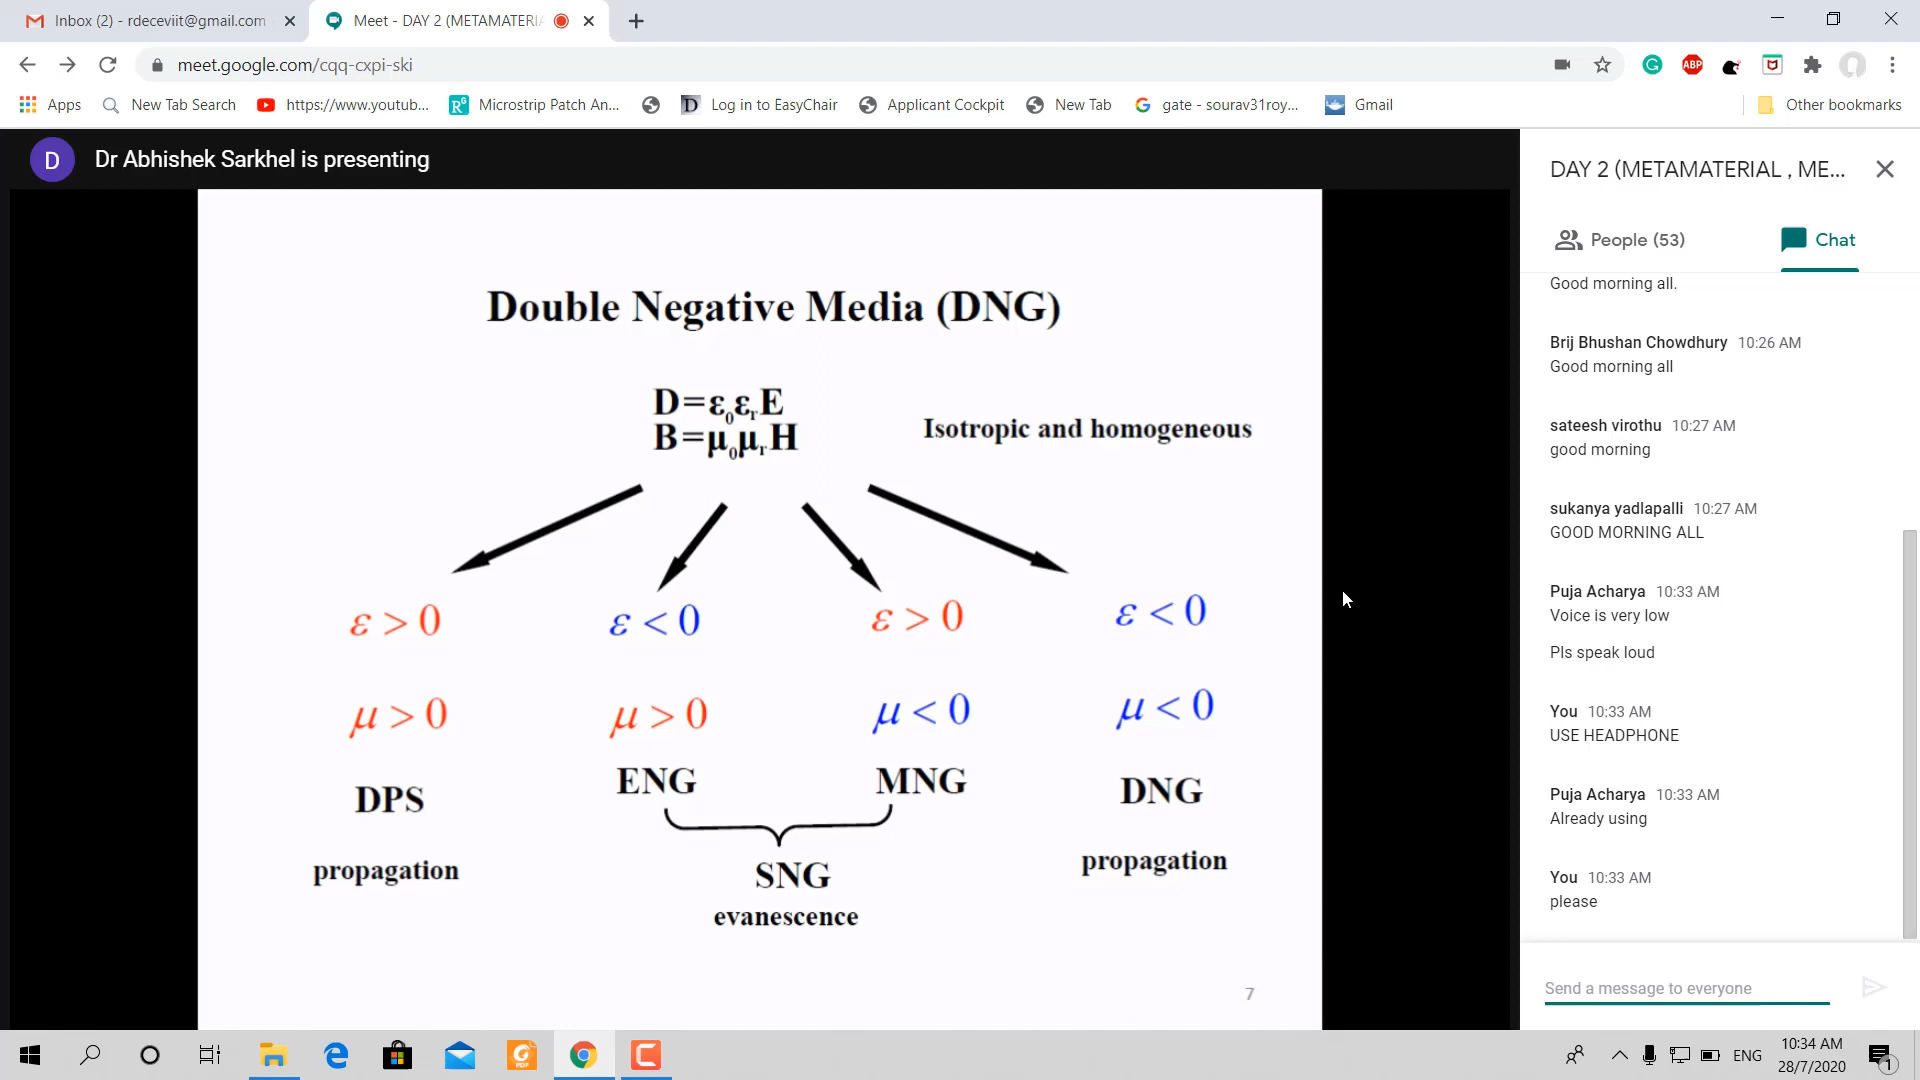 Inbox (2) - rdeceviit@gmail.com
Meet - DAY 2 (METAMATERIA
meet.google.com/cqq-cxpi-ski
ABP
Apps
New Tab Search
https://www.youtub...
Microstrip Patch An...
Log in to EasyChair
Applicant Cockpit
New Tab
gate - sourav31roy...
Gmail
Other bookmarks
D
Dr Abhishek Sarkhel is presenting
Double Negative Media (DNG)
D=ε₀εᵣE
B=μ₀μᵣH
Isotropic and homogeneous
ε > 0
ε < 0
ε > 0
ε < 0
μ > 0
μ > 0
μ < 0
μ < 0
DPS
ENG
MNG
DNG
propagation
SNG
evanescence
propagation
7
DAY 2 (METAMATERIAL , ME...
People (53)
Chat
Good morning all.
Brij Bhushan Chowdhury 10:26 AM
Good morning all
sateesh virothu 10:27 AM
good morning
sukanya yadlapalli 10:27 AM
GOOD MORNING ALL
Puja Acharya 10:33 AM
Voice is very low
Pls speak loud
You 10:33 AM
USE HEADPHONE
Puja Acharya 10:33 AM
Already using
You 10:33 AM
please
Send a message to everyone
ENG
10:34 AM
28/7/2020
1